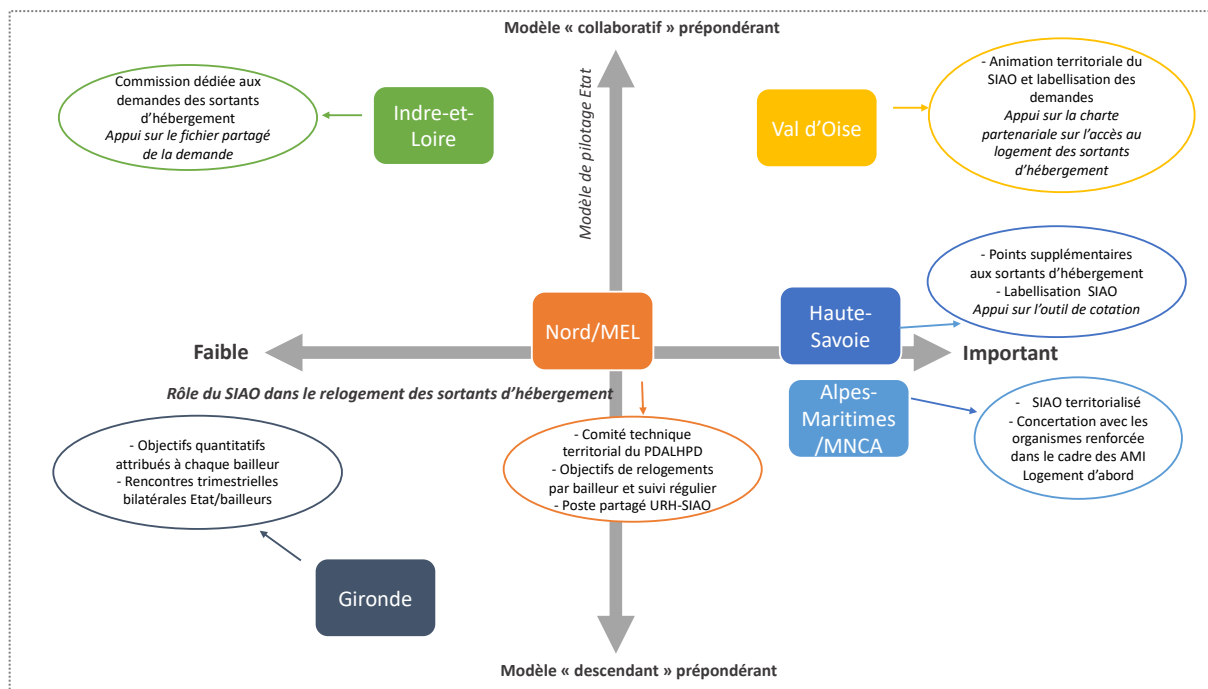 Modèle « collaboratif » prépondérant
Commission dédiée aux
demandes des sortants
d'hébergement
Appui sur le fichier partagé
de la demande
Indre-et-
Loire
Modèle de pilotage Etat
Val d'Oise
- Animation territoriale du
SIAO et labellisation des
demandes
Appui sur la charte
partenariale sur l'accès au
logement des sortants
d'hébergement
- Points supplémentaires
aux sortants d'hébergement
- Labellisation SIAO
Appui sur l'outil de cotation
Nord/MEL
Haute-
Savoie
Faible
Important
Rôle du SIAO dans le relogement des sortants d'hébergement
Alpes-
Maritimes
/MNCA
- SIAO territorialisé
- Concertation avec les
organismes renforcée
dans le cadre des AMI
Logement d'abord
- Objectifs quantitatifs
attribués à chaque bailleur
- Rencontres trimestrielles
bilatérales Etat/bailleurs
- Comité technique
territorial du PDALHPD
- Objectifs de relogements
par bailleur et suivi régulier
- Poste partagé URH-SIAO
Gironde
Modèle « descendant » prépondérant